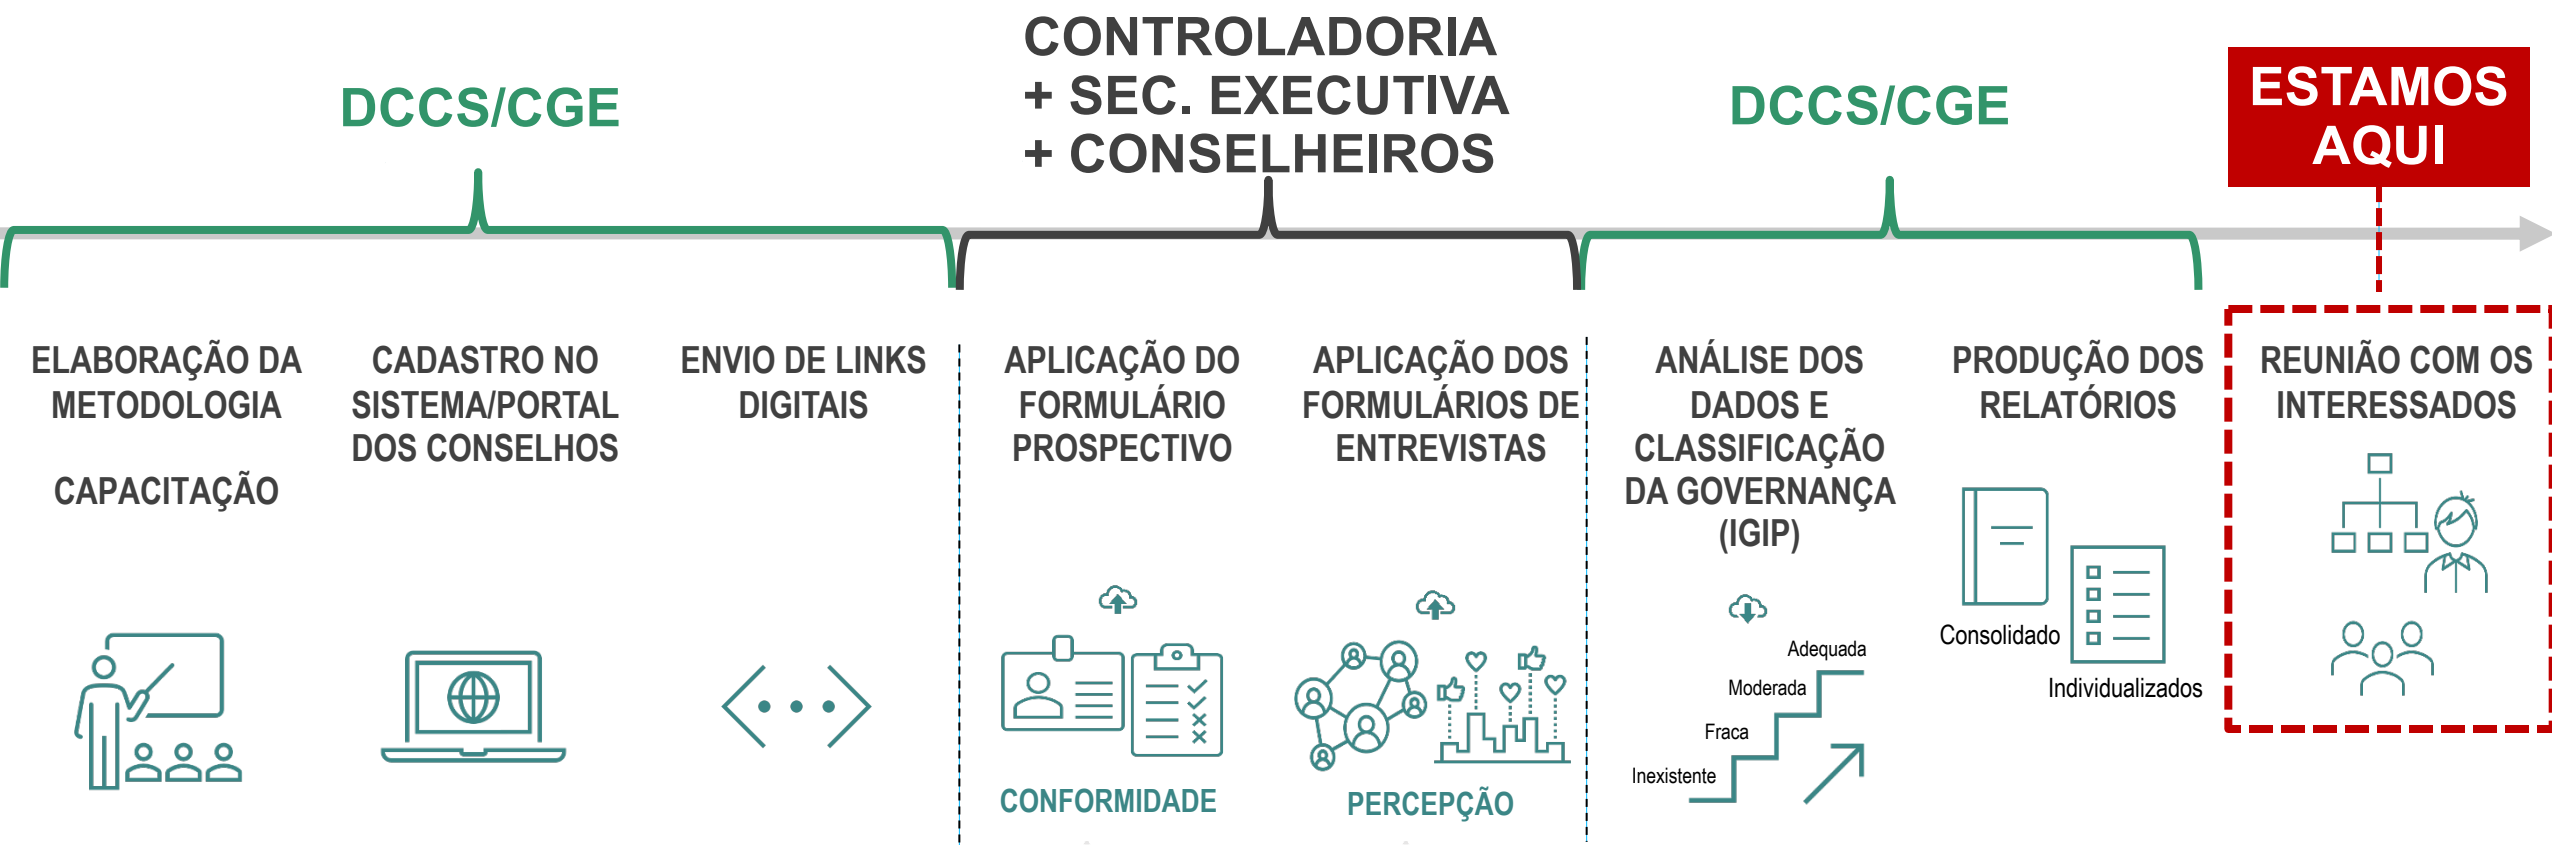 DCCS/CGE
CONTROLADORIA
+ SEC. EXECUTIVA
+ CONSELHEIROS
DCCS/CGE
ESTAMOS
AQUI
ELABORAÇÃO DA
METODOLOGIA
CAPACITAÇÃO
CADASTRO NO
SISTEMA/PORTAL
DOS CONSELHOS
ENVIO DE LINKS
DIGITAIS
APLICAÇÃO DO
FORMULÁRIO
PROSPECTIVO
CONFORMIDADE
APLICAÇÃO DOS
FORMULÁRIOS DE
ENTREVISTAS
PERCEPÇÃO
ANÁLISE DOS
DADOS E
CLASSIFICAÇÃO
DA GOVERNANÇA
(IGIP)
Adequada
Moderada
Fraca
Inexistente
PRODUÇÃO DOS
RELATÓRIOS
Consolidado
Individualizados
REUNIÃO COM OS
INTERESSADOS